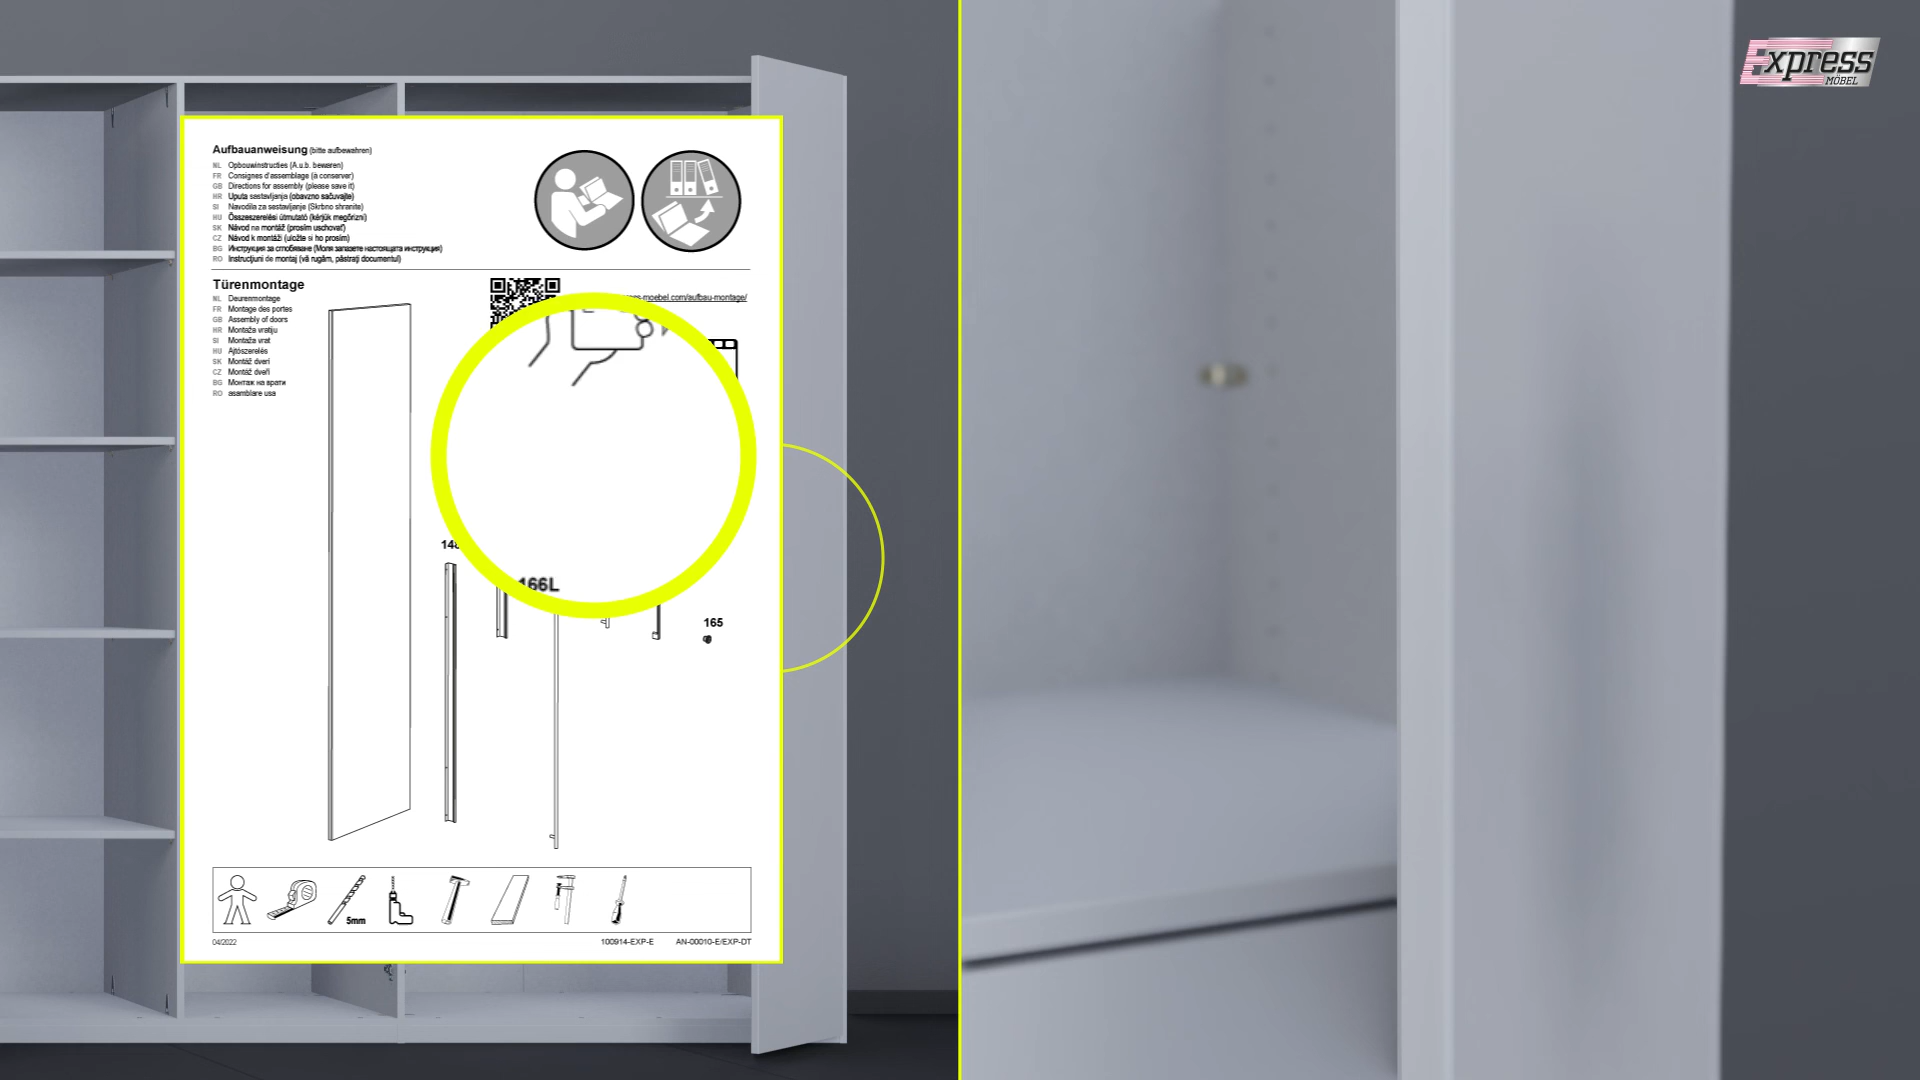 Express
MÖBEL
Aufbauanweisung (bitte aufbewahren)
NL Opbouwinstructies (A.u.b. bewaren)
FR Consignes d'assemblage (à conserver)
GB Directions for assembly (please save it)
HR Uputa sastavljanja (obavzno sačuvajte)
SI Navodila za sestavljanje (Skrbno shranite)
HU Összeszerelési útmutató (kérjük megőrizni)
SK Návod na montáž (prosím uschovať)
CZ Návod k montáži (uložte si ho prosím)
BG Инструкция за сглобяване (Моля запазете настоящата инструкция)
RO Instrucţiuni de montaj (vă rugăm, păstraţi documentul)
Türenmontage
NL Deurenmontage
FR Montage des portes
GB Assembly of doors
HR Montaža vratiju
SI Montaža vrat
HU Ajtószerelés
SK Montáž dverí
CZ Montáž dveří
BG Монтаж на врати
RO asamblare usa
ress-moebel.com/aufbau-montage/
166L
165
5mm
04/2022 100914-EXP-E AN-00010-E/EXP-DT